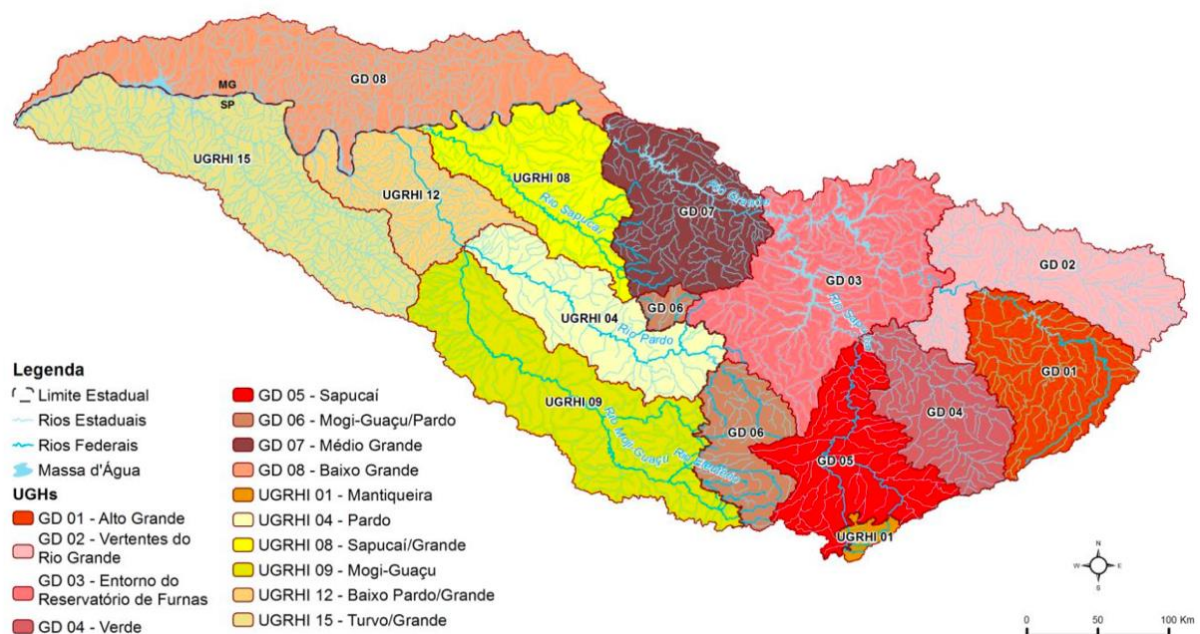 GD 08
MG
SP
UGRHI 15
UGRHI 12
UGRHI 08
Rio Sapucaí
GD 07
Rio Grande
GD 02
GD 03
GD 06
UGRHI 04
Rio Pardo
Rio Sapucaí
GD 01
UGRHI 09
Rio Mogi Guaçu
GD 06
GD 04
GD 05
UGRHI 01
Legenda
Limite Estadual
Rios Estaduais
Rios Federais
Massa d'Água
UGHs
GD 01 - Alto Grande
GD 02 - Vertentes do
Rio Grande
GD 03 - Entorno do
Reservatório de Furnas
GD 04 - Verde
GD 05 - Sapucaí
GD 06 - Mogi-Guaçu/Pardo
GD 07 - Médio Grande
GD 08 - Baixo Grande
UGRHI 01 - Mantiqueira
UGRHI 04 - Pardo
UGRHI 08 - Sapucaí/Grande
UGRHI 09 - Mogi-Guaçu
UGRHI 12 - Baixo Pardo/Grande
UGRHI 15 - Turvo/Grande
N
W
E
S
0 50 100 Km